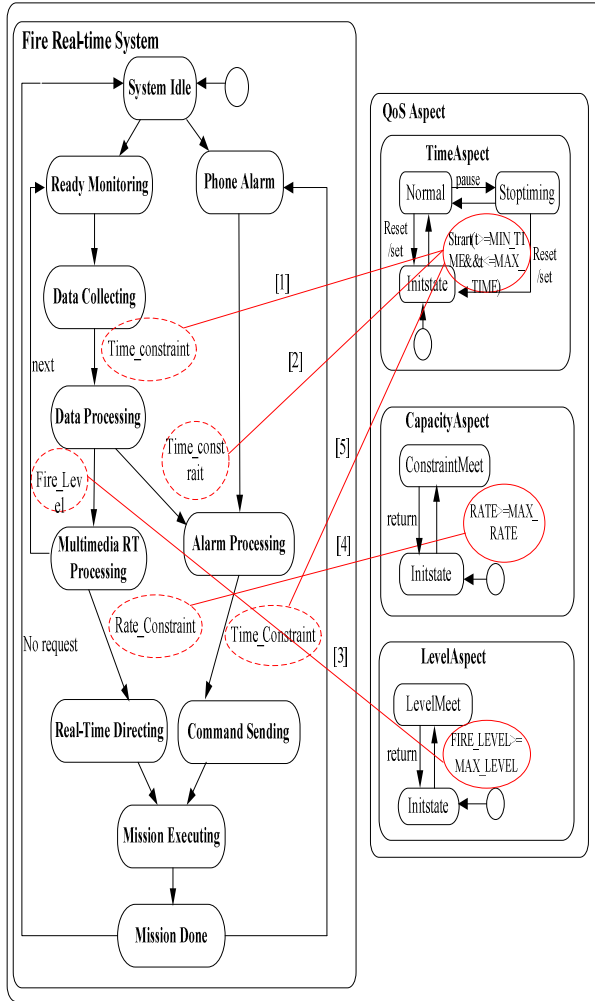 Fire Real-time System
System Idle
Ready Monitoring
Phone Alarm
Data Collecting
[1]
Time_constraint
next
[2]
Data Processing
Time_const
rait
Fire_Leve
l
[5]
Multimedia RT
Processing
Alarm Processing
[4]
Rate_Constraint
Time_Constraint
No request
[3]
Real-Time Directing
Command Sending
Mission Executing
Mission Done
QoS Aspect
TimeAspect
Normal
pause
Stoptiming
Reset
/set
Strart(t>=MIN_TI
ME&&t<=MAX_
TIME)
Reset
/set
Initstate
CapacityAspect
ConstraintMeet
return
RATE>=MAX_
RATE
Initstate
LevelAspect
LevelMeet
return
FIRE_LEVEL>=
MAX_LEVEL
Initstate